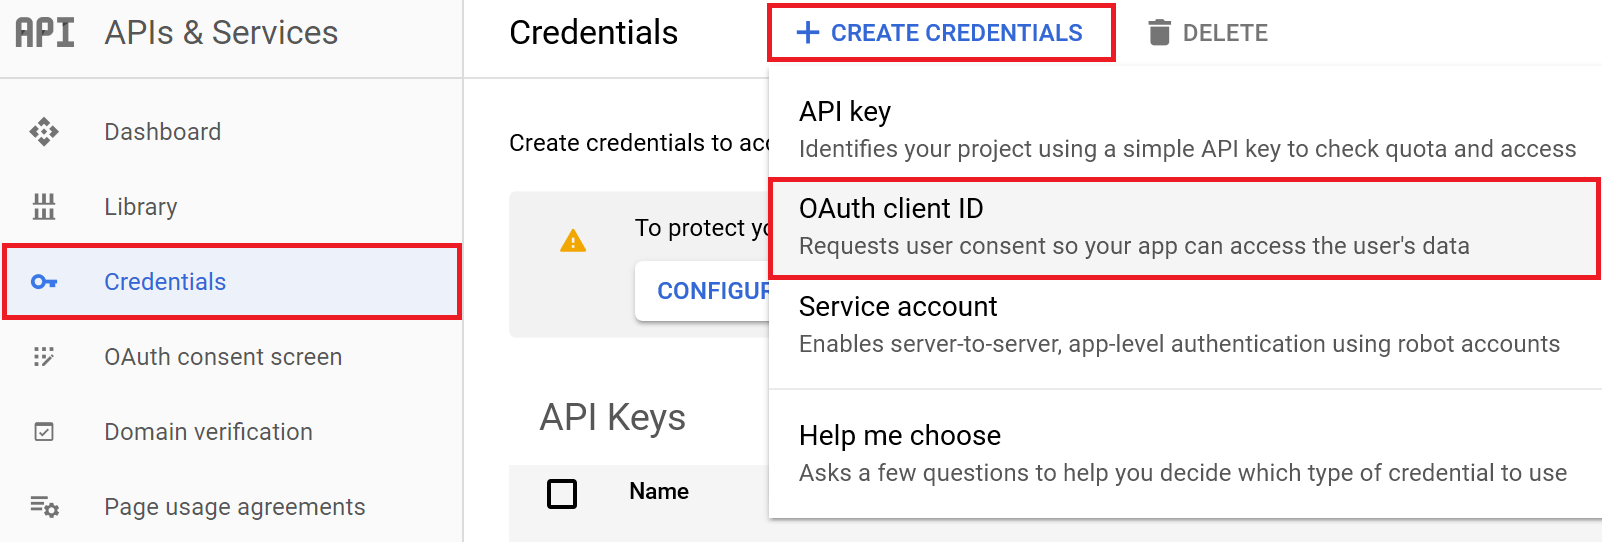 API APIs & Services
Dashboard
Library
Credentials
OAuth consent screen
Domain verification
Page usage agreements
Credentials
CREATE CREDENTIALS
DELETE
Create credentials to
To protect
API Keys
Name
API key
Identifies your project using a simple API key to check quota and access
OAuth client ID
Requests user consent so your app can access the user's data
Service account
Enables server-to-server, app-level authentication using robot accounts
Help me choose
Asks a few questions to help you decide which type of credential to use